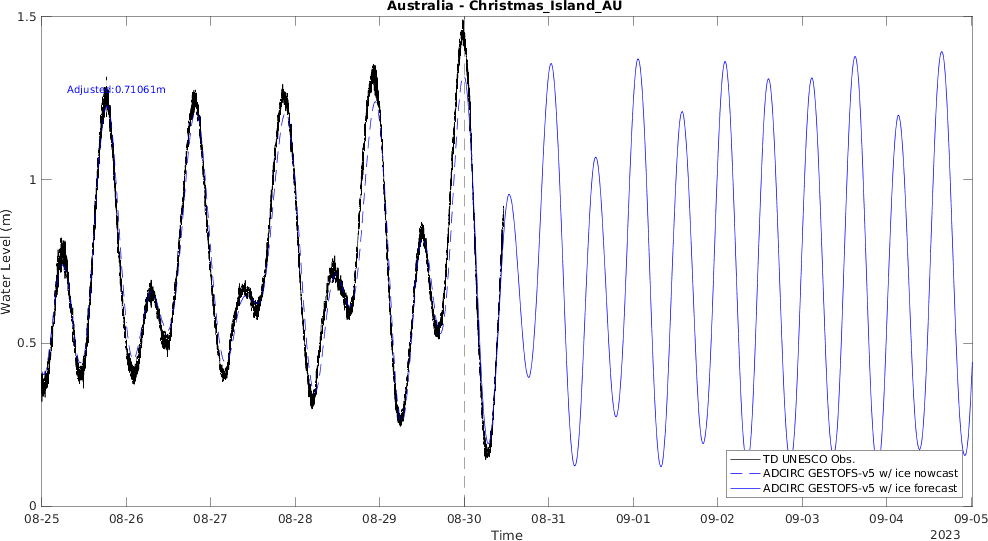 Australia - Christmas_Island_AU
1.5
Adjusted:0.71061m
1
Water Level (m)
0.5
TD UNESCO Obs.
ADCIRC GESTOFS-v5 w/ ice nowcast
ADCIRC GESTOFS-v5 w/ ice forecast
0
08-25 08-26 08-27 08-28 08-29 08-30 08-31 09-01 09-02 09-03 09-04 09-05
Time 2023